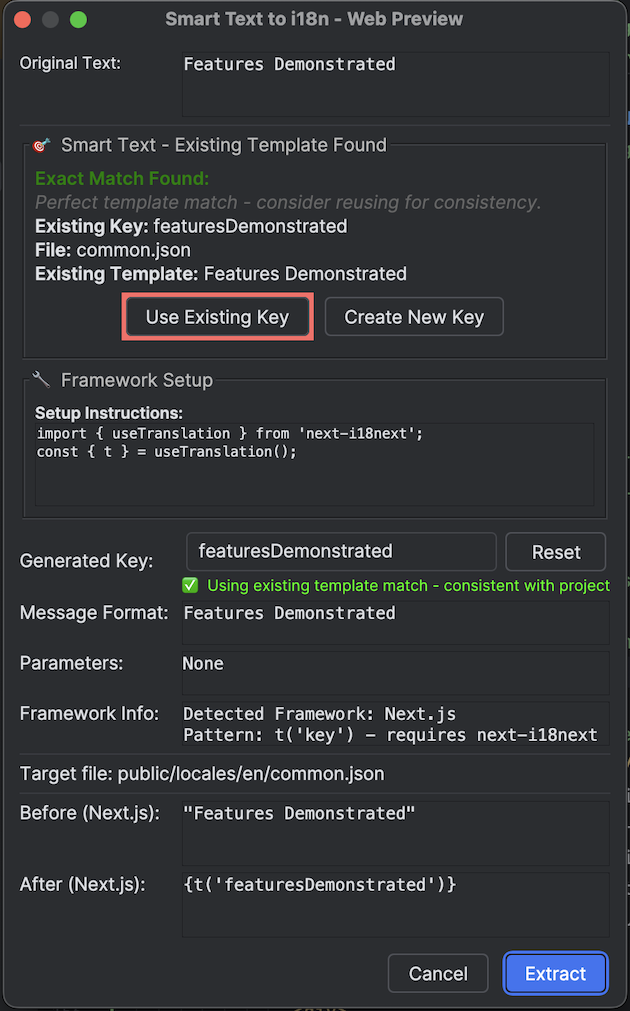 Smart Text to i18n - Web Preview
Original Text:
Features Demonstrated
Smart Text - Existing Template Found
Exact Match Found:
Perfect template match - consider reusing for consistency.
Existing Key: featuresDemonstrated
File: common.json
Existing Template: Features Demonstrated
Use Existing Key
Create New Key
Framework Setup
Setup Instructions:
import { useTranslation } from 'next-i18next';
const { t } = useTranslation();
Generated Key:
featuresDemonstrated
Reset
✅ Using existing template match - consistent with project
Message Format:
Features Demonstrated
Parameters:
None
Framework Info:
Detected Framework: Next.js
Pattern: t('key') – requires next-i18next
Target file: public/locales/en/common.json
Before (Next.js):
"Features Demonstrated"
After (Next.js):
{t('featuresDemonstrated')}
Cancel
Extract